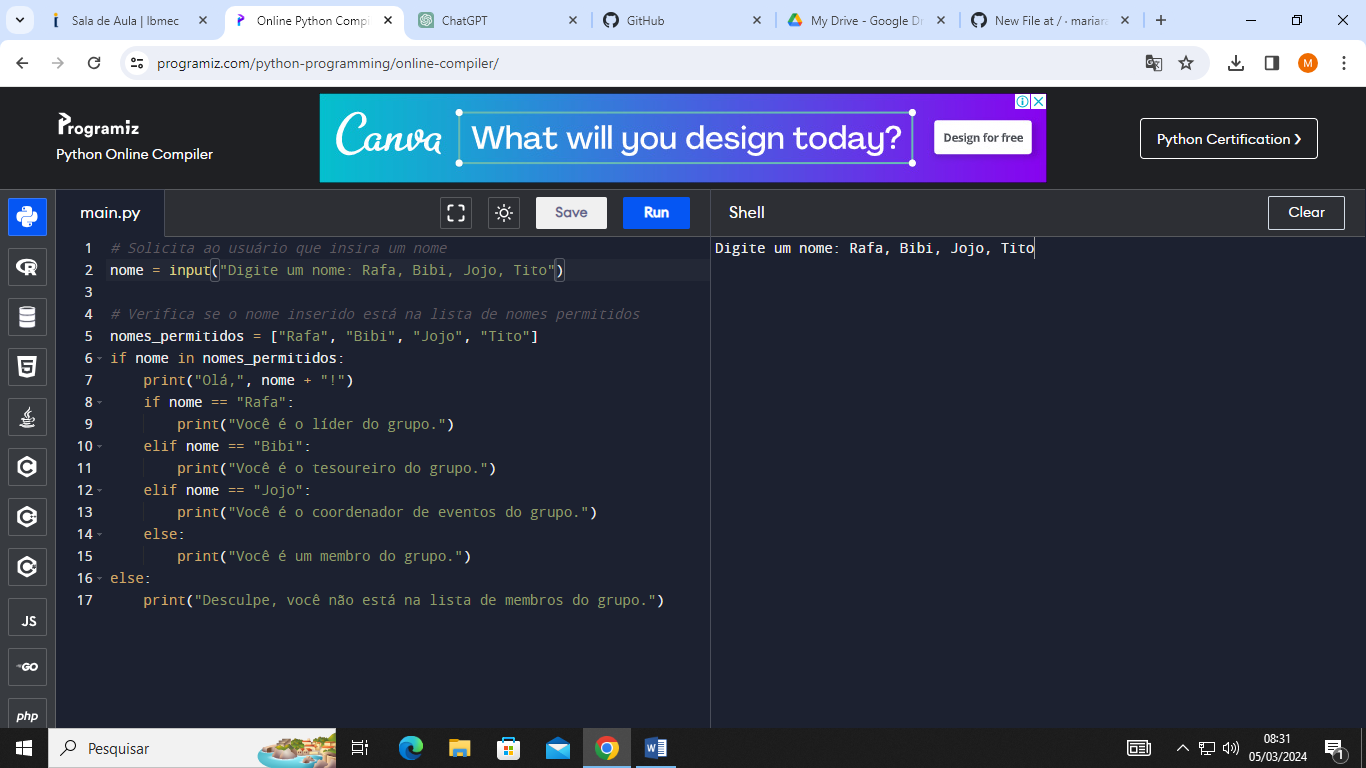 Sala de Aula | Ibmec
Online Python Compi
ChatGPT
GitHub
My Drive - Google Dr
New File at / · mariara
programiz.com/python-programming/online-compiler/
M
Programiz
Python Online Compiler
Canva
What will you design today?
Design for free
Python Certification ❯
main.py
Save
Run
Shell
Clear
1 # Solicita ao usuário que insira um nome
2 nome = input("Digite um nome: Rafa, Bibi, Jojo, Tito")
3
4 # Verifica se o nome inserido está na lista de nomes permitidos
5 nomes_permitidos = ["Rafa", "Bibi", "Jojo", "Tito"]
6 if nome in nomes_permitidos:
7     print("Olá,", nome + "!")
8     if nome == "Rafa":
9         print("Você é o líder do grupo.")
10     elif nome == "Bibi":
11         print("Você é o tesoureiro do grupo.")
12     elif nome == "Jojo":
13         print("Você é o coordenador de eventos do grupo.")
14     else:
15         print("Você é um membro do grupo.")
16 else:
17     print("Desculpe, você não está na lista de membros do grupo.")
Digite um nome: Rafa, Bibi, Jojo, Tito
JS
GO
php
Pesquisar
08:31
05/03/2024
1